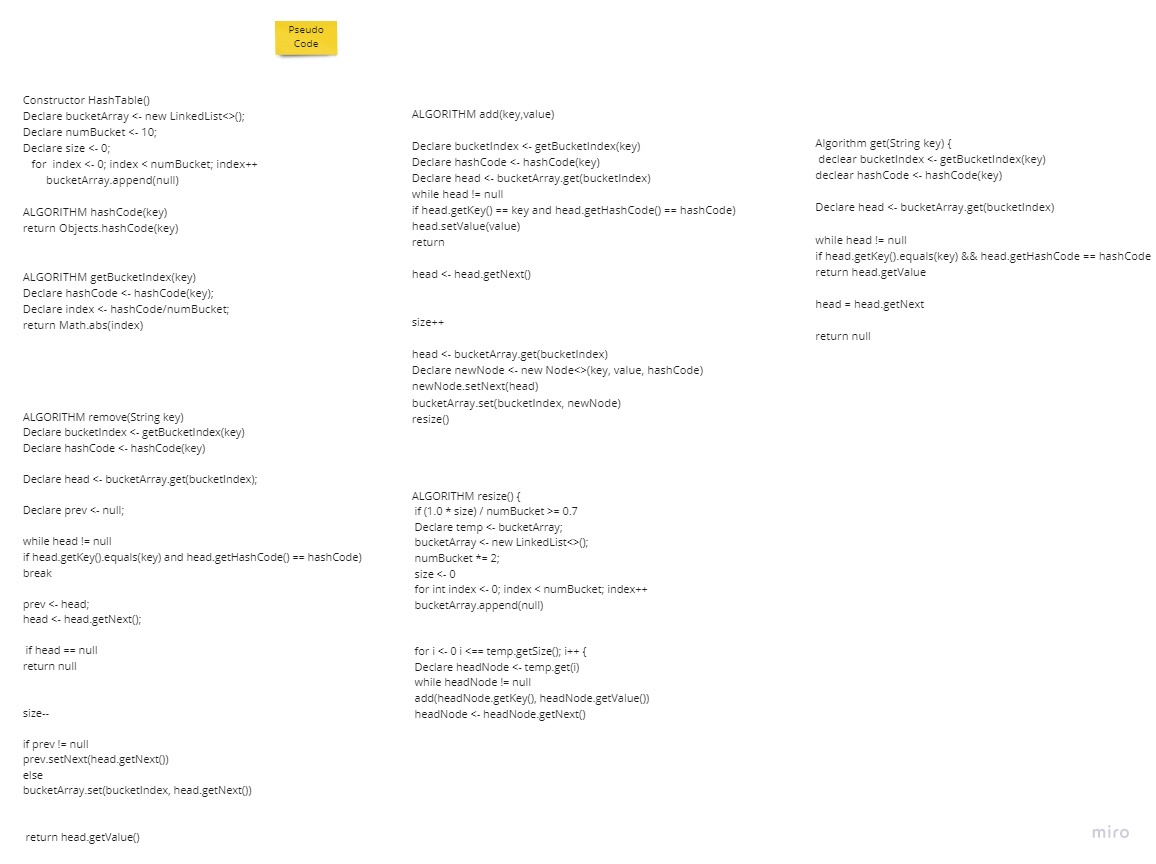 Pseudo
Code
Constructor HashTable()
Declare bucketArray <- new LinkedList<>();
Declare numBucket <- 10;
Declare size <- 0;
for index <- 0; index < numBucket; index++
bucketArray.append(null)
ALGORITHM hashCode(key)
return Objects.hashCode(key)
ALGORITHM getBucketIndex(key)
Declare hashCode <- hashCode(key);
Declare index <- hashCode/numBucket;
return Math.abs(index)
ALGORITHM remove(String key)
Declare bucketIndex <- getBucketIndex(key)
Declare hashCode <- hashCode(key)
Declare head <- bucketArray.get(bucketIndex);
Declare prev <- null;
while head != null
if head.getKey().equals(key) and head.getHashCode() == hashCode)
break
prev <- head;
head <- head.getNext();
if head == null
return null
size--
if prev != null
prev.setNext(head.getNext())
else
bucketArray.set(bucketIndex, head.getNext())
return head.getValue()
ALGORITHM add(key,value)
Declare bucketIndex <- getBucketIndex(key)
Declare hashCode <- hashCode(key)
Declare head <- bucketArray.get(bucketIndex)
while head != null
if head.getKey() == key and head.getHashCode() == hashCode)
head.setValue(value)
return
head <- head.getNext()
size++
head <- bucketArray.get(bucketIndex)
Declare newNode <- new Node<>(key, value, hashCode)
newNode.setNext(head)
bucketArray.set(bucketIndex, newNode)
resize()
ALGORITHM resize() {
if (1.0 * size) / numBucket >= 0.7
Declare temp <- bucketArray;
bucketArray <- new LinkedList<>();
numBucket *= 2;
size <- 0
for int index <- 0; index < numBucket; index++
bucketArray.append(null)
for i <- 0 i <== temp.getSize(); i++ {
Declare headNode <- temp.get(i)
while headNode != null
add(headNode.getKey(), headNode.getValue())
headNode <- headNode.getNext()
Algorithm get(String key) {
declear bucketIndex <- getBucketIndex(key)
declear hashCode <- hashCode(key)
Declare head <- bucketArray.get(bucketIndex)
while head != null
if head.getKey().equals(key) && head.getHashCode == hashCode
return head.getValue
head = head.getNext
return null
miro